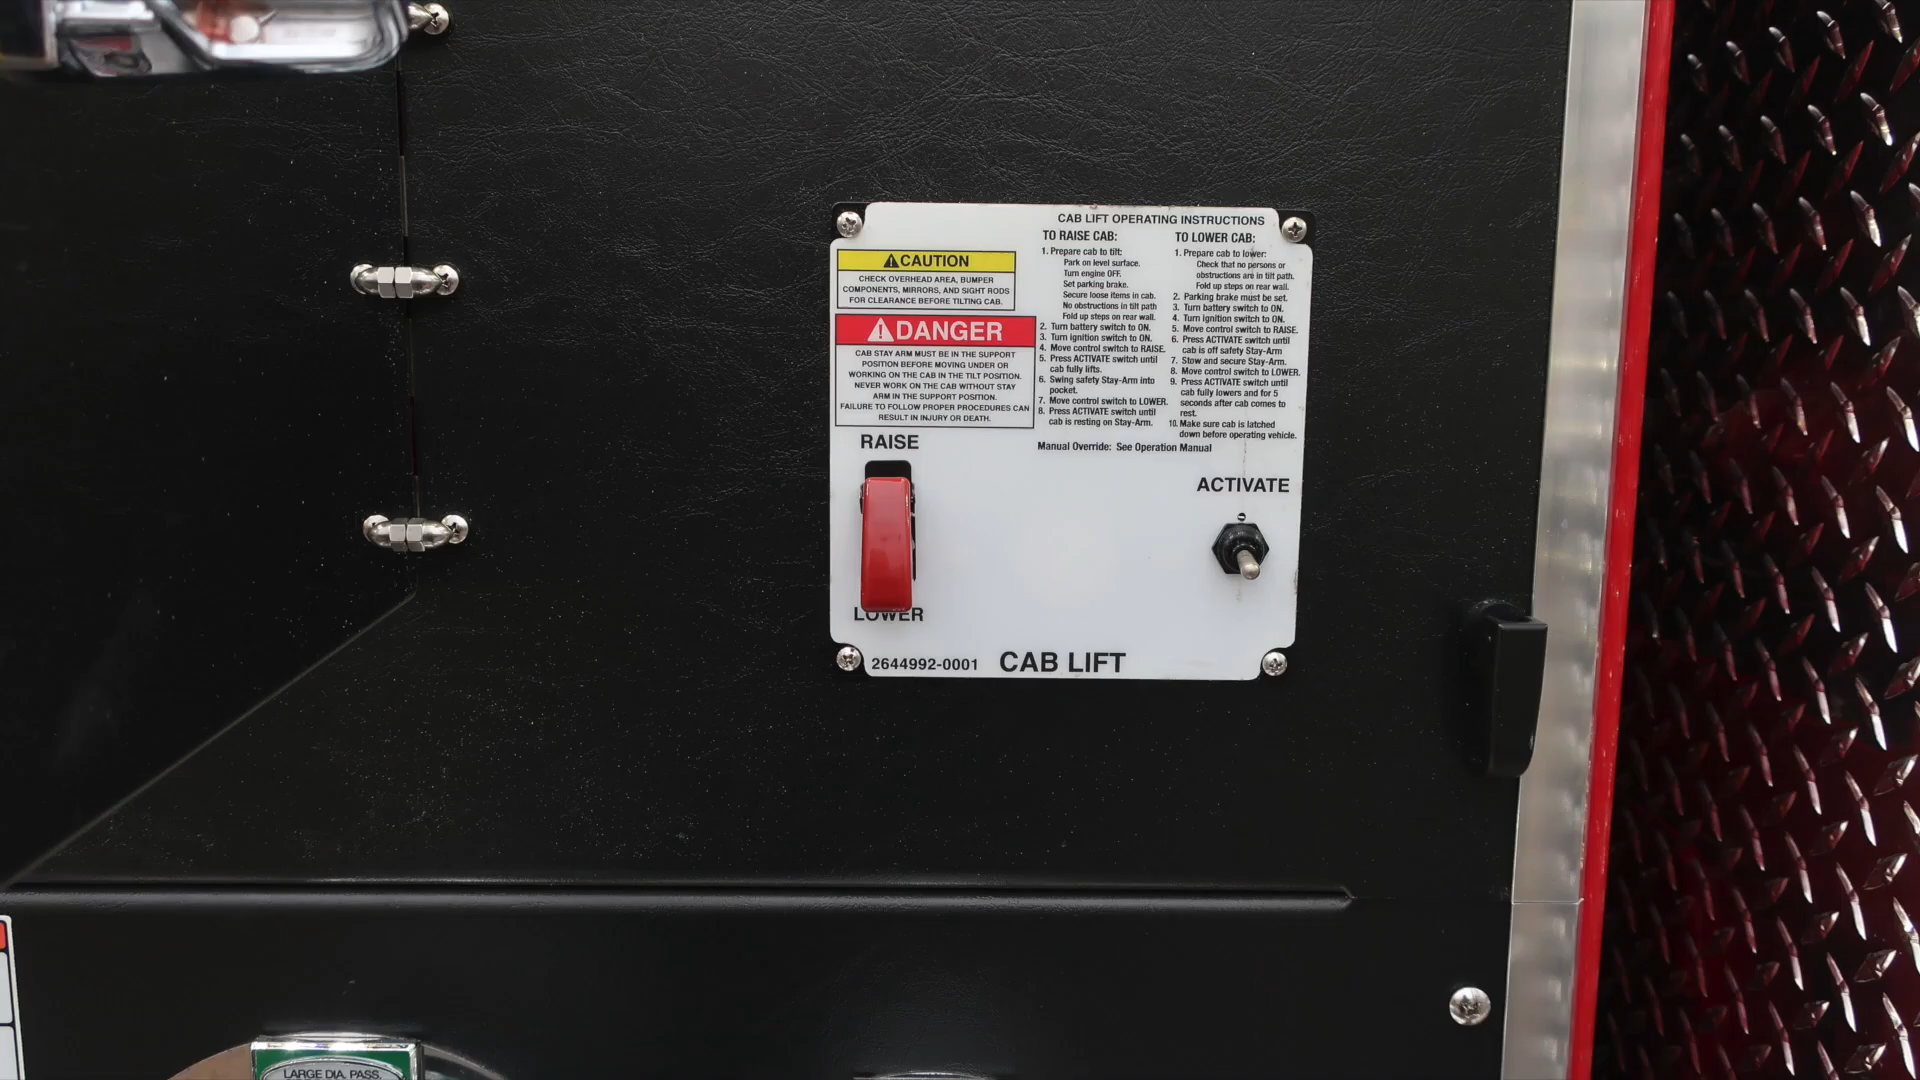 CAB LIFT OPERATING INSTRUCTIONS
CAUTION
CHECK OVERHEAD AREA, BUMPER
COMPONENTS, MIRRORS, AND SIGHT RODS
FOR CLEARANCE BEFORE TILTING CAB.
DANGER
CAB STAY ARM MUST BE IN THE SUPPORT
POSITION BEFORE MOVING UNDER OR
WORKING ON THE CAB IN THE TILT POSITION.
NEVER WORK ON THE CAB WITHOUT STAY
ARM IN THE SUPPORT POSITION.
FAILURE TO FOLLOW PROPER PROCEDURES CAN
RESULT IN INJURY OR DEATH.
TO RAISE CAB:
1. Prepare cab to tilt:
Park on level surface.
Turn engine OFF.
Set parking brake.
Secure loose items in cab.
No obstructions in tilt path
Fold up steps on rear wall.
2. Turn battery switch to ON.
3. Turn ignition switch to ON.
4. Move control switch to RAISE.
5. Press ACTIVATE switch until
cab fully lifts.
6. Swing safety Stay-Arm into
pocket.
7. Move control switch to LOWER.
8. Press ACTIVATE switch until
cab is resting on Stay-Arm.
TO LOWER CAB:
1. Prepare cab to lower:
Check that no persons or
obstructions are in tilt path.
Fold up steps on rear wall.
2. Parking brake must be set.
3. Turn battery switch to ON.
4. Turn ignition switch to ON.
5. Move control switch to RAISE.
6. Press ACTIVATE switch until
cab is off safety Stay-Arm
7. Stow and secure Stay-Arm.
8. Move control switch to LOWER.
9. Press ACTIVATE switch until
cab fully lowers and for 5
seconds after cab comes to
rest.
10. Make sure cab is latched
down before operating vehicle.
Manual Override: See Operation Manual
RAISE
LOWER
ACTIVATE
2644992-0001 CAB LIFT
LARGE DIA. PASS.